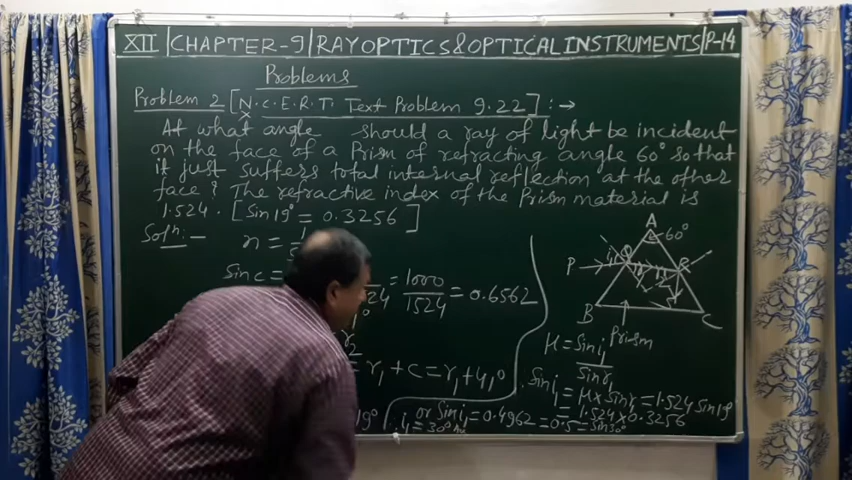 XII | CHAPTER-9 | RAY OPTICS & OPTICAL INSTRUMENTS | P-14
Problems
Problem 2 [N.C.E.R.T. Text Problem 9.22] :→
At what angle should a ray of light be incident
on the face of a Prism of refracting angle 60° so that
it just suffers total internal reflection at the other
face? The refractive index of the Prism material is
1.524. [Sin 19° = 0.3256]
Solⁿ:—
n =
Sin c =
= 1000/1524 = 0.6562
r₂
= r₁ + c = r₁ + 41°
19°
A
60°
P
Q
R
B
C
Prism
μ = Sin i₁ / Sin r₁
Sin i₁ = μ × Sin r₁ = 1.524 Sin 19°
= 1.524 × 0.3256
or Sin i₁ = 0.4962 = 0.5 = Sin 30°
∴ i₁ = 30°